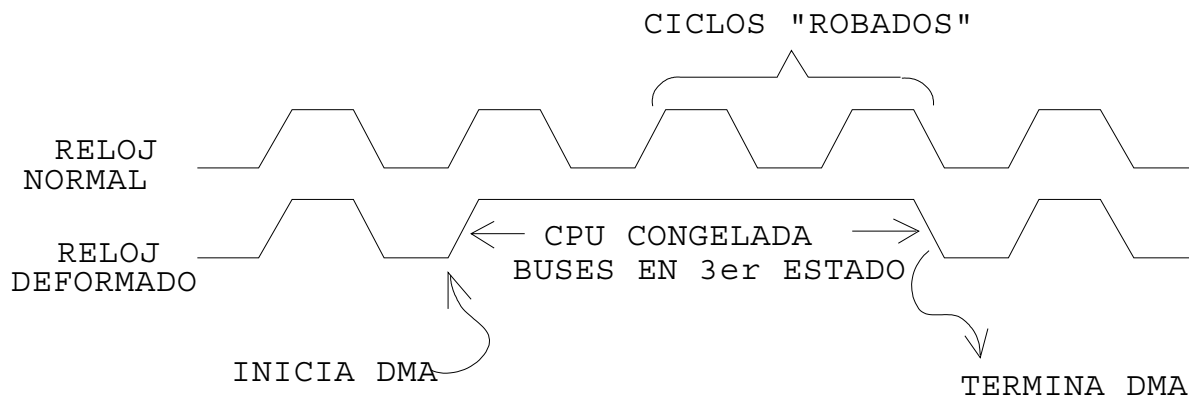 CICLOS "ROBADOS"
RELOJ
NORMAL
RELOJ
DEFORMADO
CPU CONGELADA
BUSES EN 3er ESTADO
INICIA DMA
TERMINA DMA